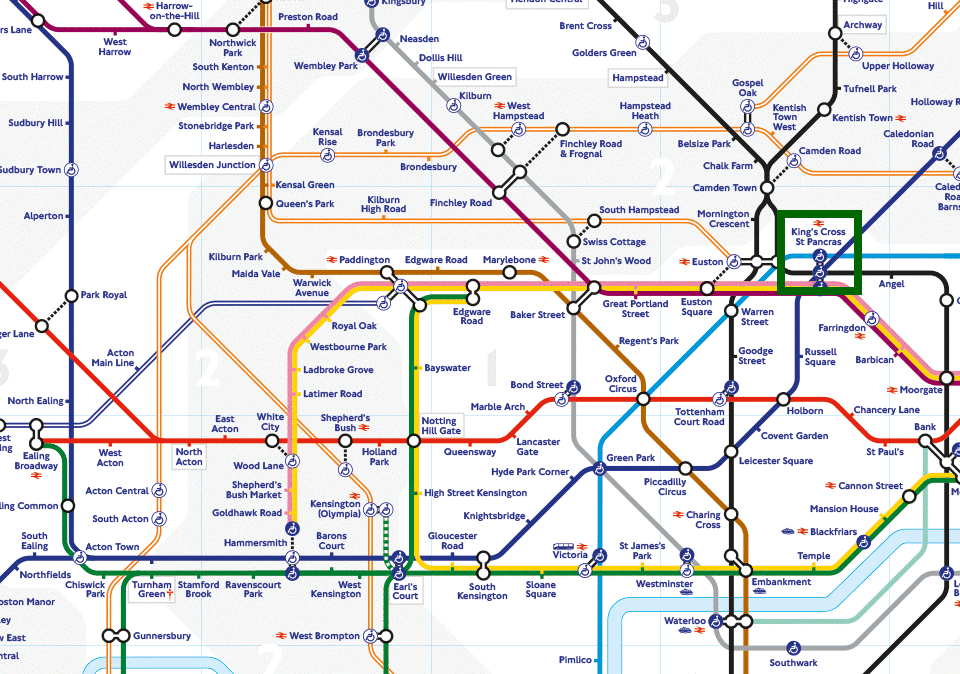 Harrow-
on-the-Hill
Preston Road
Kingsbury
Hendon Central
Brent Cross
Highgate
Archway
Hill
West
Harrow
Northwick
Park
Neasden
Wembley Park
Dollis Hill
Golders Green
Upper Holloway
South Harrow
South Kenton
Willesden Green
Hampstead
Gospel
Oak
Tufnell Park
North Wembley
Kilburn
Wembley Central
West
Hampstead
Hampstead
Heath
Kentish
Town
West
Kentish Town
Holloway R
Sudbury Hill
Stonebridge Park
Kensal
Rise
Brondesbury
Park
Caledonian
Road
Harlesden
Finchley Road
& Frognal
Belsize Park
Camden Road
Sudbury Town
Willesden Junction
Brondesbury
Chalk Farm
Camden Town
Caled
Roa
Barns
Kensal Green
Queen's Park
Kilburn
High Road
Finchley Road
South Hampstead
Mornington
Crescent
Alperton
King's Cross
St Pancras
Swiss Cottage
Kilburn Park
Maida Vale
Paddington
Edgware Road
Marylebone
St John's Wood
Euston
Warwick
Avenue
Angel
Park Royal
Edgware
Road
Baker Street
Great Portland
Street
Euston
Square
Warren
Street
Farringdon
Royal Oak
ger Lane
Westbourne Park
Regent's Park
Goodge
Street
Russell
Square
Barbican
Acton
Main Line
Ladbroke Grove
Bayswater
3
2
1
Latimer Road
Bond Street
Oxford
Circus
Moorgate
North Ealing
Marble Arch
Tottenham
Court Road
Holborn
Chancery Lane
East
Acton
White
City
Shepherd's
Bush
Notting
Hill Gate
Bank
Ealing
Broadway
West
Acton
North
Acton
Wood Lane
Holland
Park
Queensway
Lancaster
Gate
Covent Garden
St Paul's
Green Park
Leicester Square
Hyde Park Corner
Piccadilly
Circus
Acton Central
Shepherd's
Bush Market
High Street Kensington
Cannon Street
Goldhawk Road
Kensington
(Olympia)
Mansion House
South Acton
Knightsbridge
Charing
Cross
Blackfriars
South
Ealing
Acton Town
Hammersmith
Barons
Court
Gloucester
Road
Victoria
St James's
Park
Temple
Northfields
Chiswick
Park
Turnham
Green†
Stamford
Brook
Ravenscourt
Park
West
Kensington
Earl's
Court
South
Kensington
Sloane
Square
Westminster
Embankment
oston Manor
Gunnersbury
West Brompton
Waterloo
Pimlico
Southwark
w East
ntral